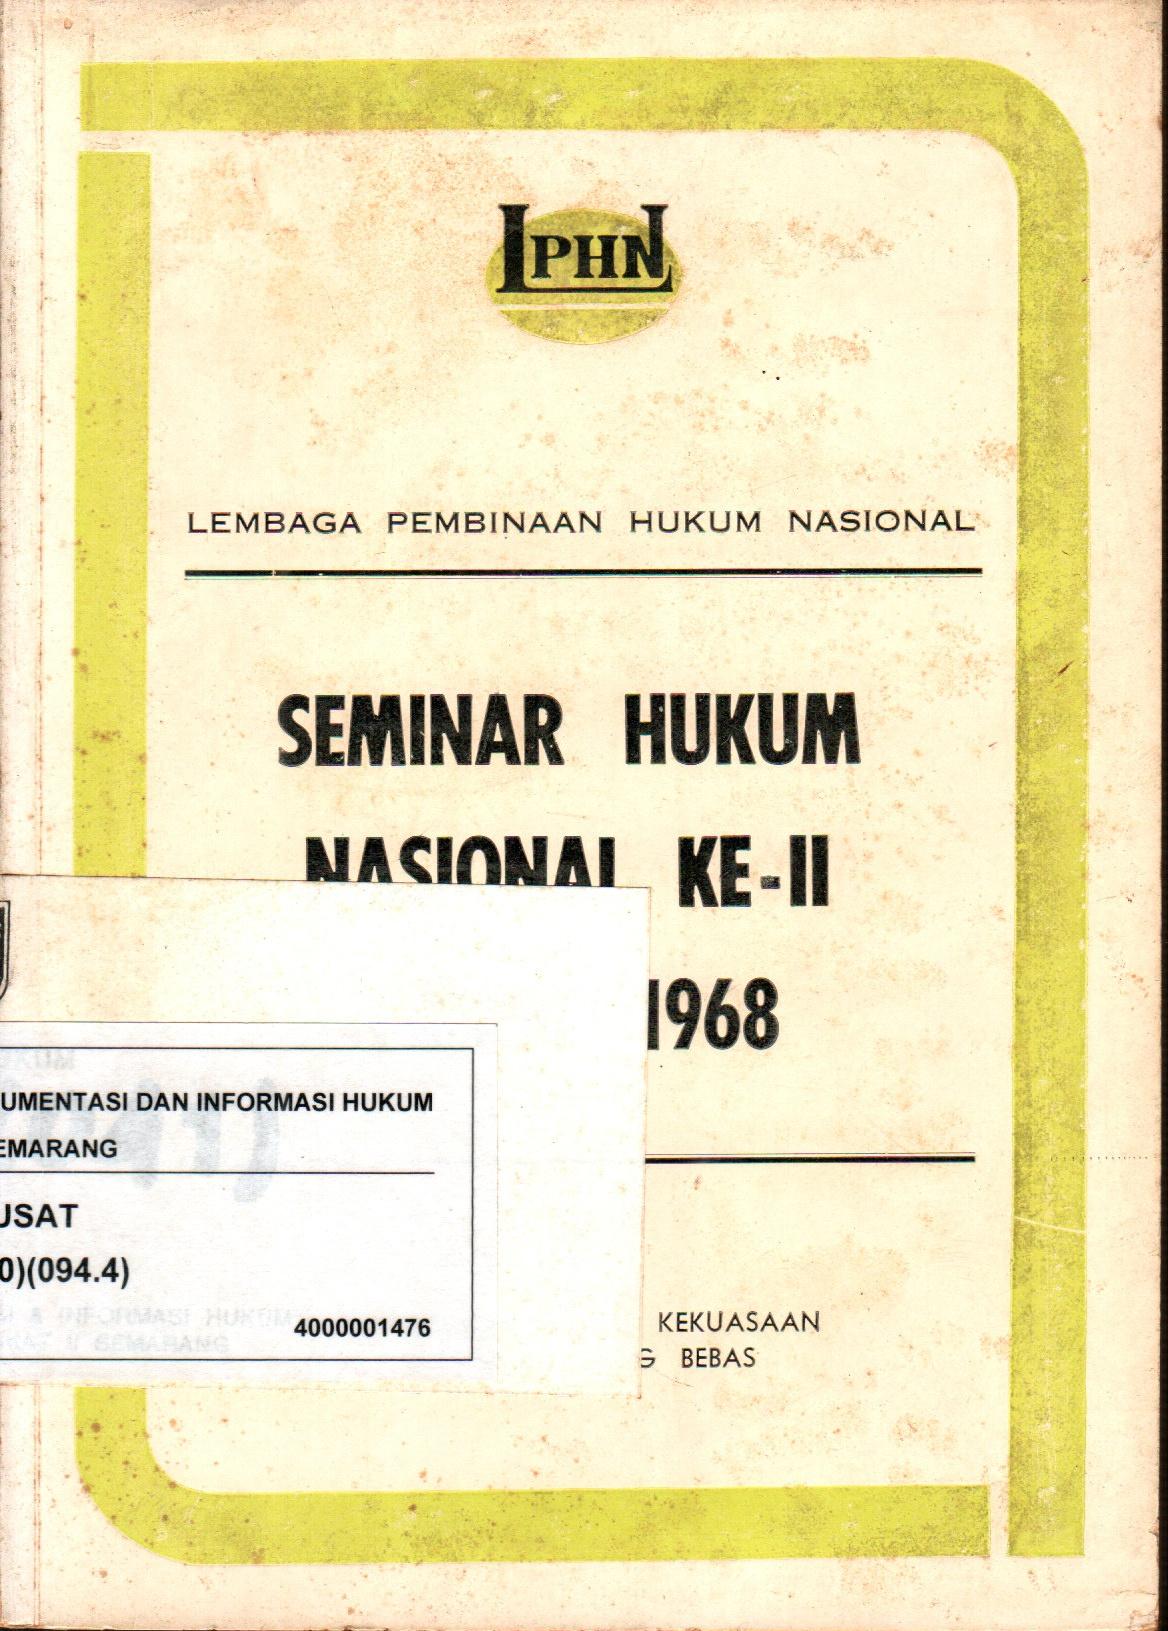 LPHN
LEMBAGA PEMBINAAN HUKUM NASIONAL
SEMINAR HUKUM
NASIONAL KE-II
1968
UMENTASI DAN INFORMASI HUKUM
EMARANG
USAT
0)(094.4)
4000001476
KEKUASAAN
G BEBAS